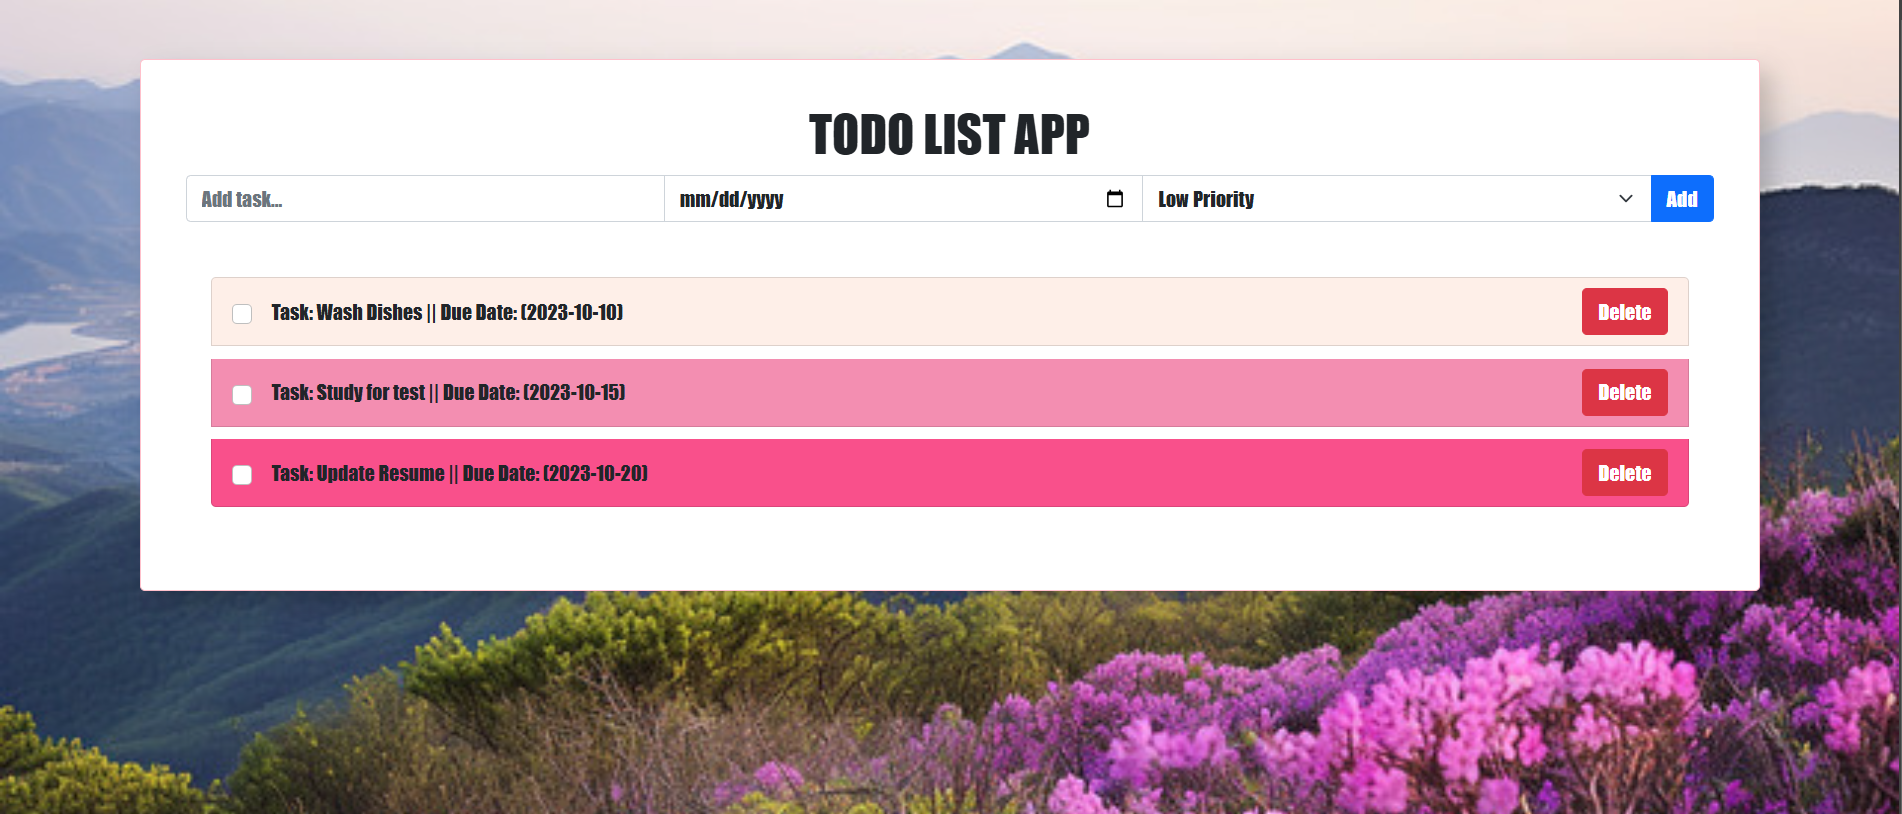 TODO LIST APP
Add task... mm/dd/yyyy Low Priority Add
Task: Wash Dishes || Due Date: (2023-10-10) Delete
Task: Study for test || Due Date: (2023-10-15) Delete
Task: Update Resume || Due Date: (2023-10-20) Delete